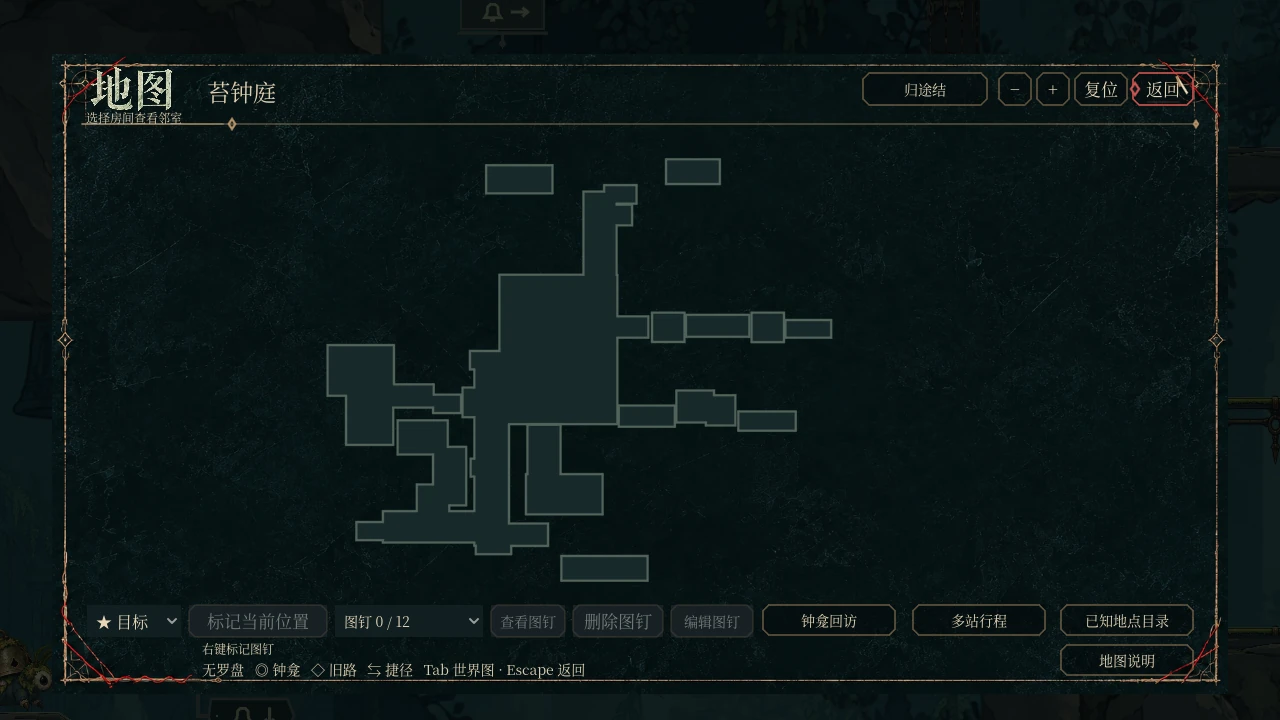 地图
苔钟庭
归途结
−
+
复位
返回
选择房间查看邻室
★ 目标
标记当前位置
图钉 0 / 12
查看图钉
删除图钉
编辑图钉
钟龛回访
多站行程
已知地点目录
右键标记图钉
无罗盘 ◎ 钟龛 ◇ 旧路 ⇆ 捷径 Tab 世界图 · Escape 返回
地图说明